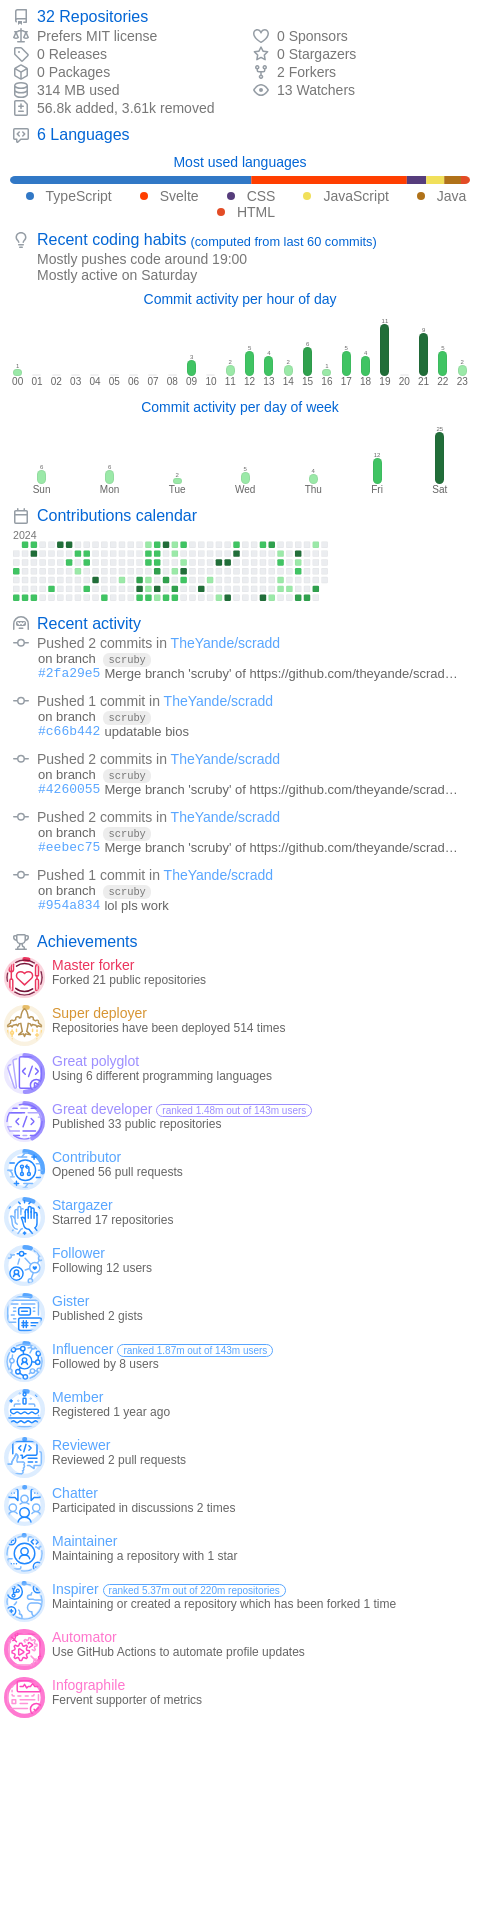 32 Repositories
Prefers MIT license
0 Sponsors
0 Releases
0 Stargazers
0 Packages
2 Forkers
314 MB used
13 Watchers
56.8k added, 3.61k removed
6 Languages
Most used languages
TypeScript Svelte CSS JavaScript Java
HTML
Recent coding habits (computed from last 60 commits)
Mostly pushes code around 19:00
Mostly active on Saturday
Commit activity per hour of day
1 3 2 5 4 2 8 1 5 4 11 9 5 2
00 01 02 03 04 05 06 07 08 09 10 11 12 13 14 15 16 17 18 19 20 21 22 23
Commit activity per day of week
6 6 2 5 4 12 25
Sun Mon Tue Wed Thu Fri Sat
Contributions calendar
2024
Recent activity
Pushed 2 commits in TheYande/scradd
on branch scruby
#2fa29e5 Merge branch 'scruby' of https://github.com/theyande/scrad…
Pushed 1 commit in TheYande/scradd
on branch scruby
#c66b442 updatable bios
Pushed 2 commits in TheYande/scradd
on branch scruby
#4260055 Merge branch 'scruby' of https://github.com/theyande/scrad…
Pushed 2 commits in TheYande/scradd
on branch scruby
#eebec75 Merge branch 'scruby' of https://github.com/theyande/scrad…
Pushed 1 commit in TheYande/scradd
on branch scruby
#954a834 lol pls work
Achievements
Master forker
Forked 21 public repositories
Super deployer
Repositories have been deployed 514 times
Great polyglot
Using 6 different programming languages
Great developer ranked 1.48m out of 143m users
Published 33 public repositories
Contributor
Opened 56 pull requests
Stargazer
Starred 17 repositories
Follower
Following 12 users
Gister
Published 2 gists
Influencer ranked 1.87m out of 143m users
Followed by 8 users
Member
Registered 1 year ago
Reviewer
Reviewed 2 pull requests
Chatter
Participated in discussions 2 times
Maintainer
Maintaining a repository with 1 star
Inspirer ranked 5.37m out of 220m repositories
Maintaining or created a repository which has been forked 1 time
Automator
Use GitHub Actions to automate profile updates
Infographile
Fervent supporter of metrics